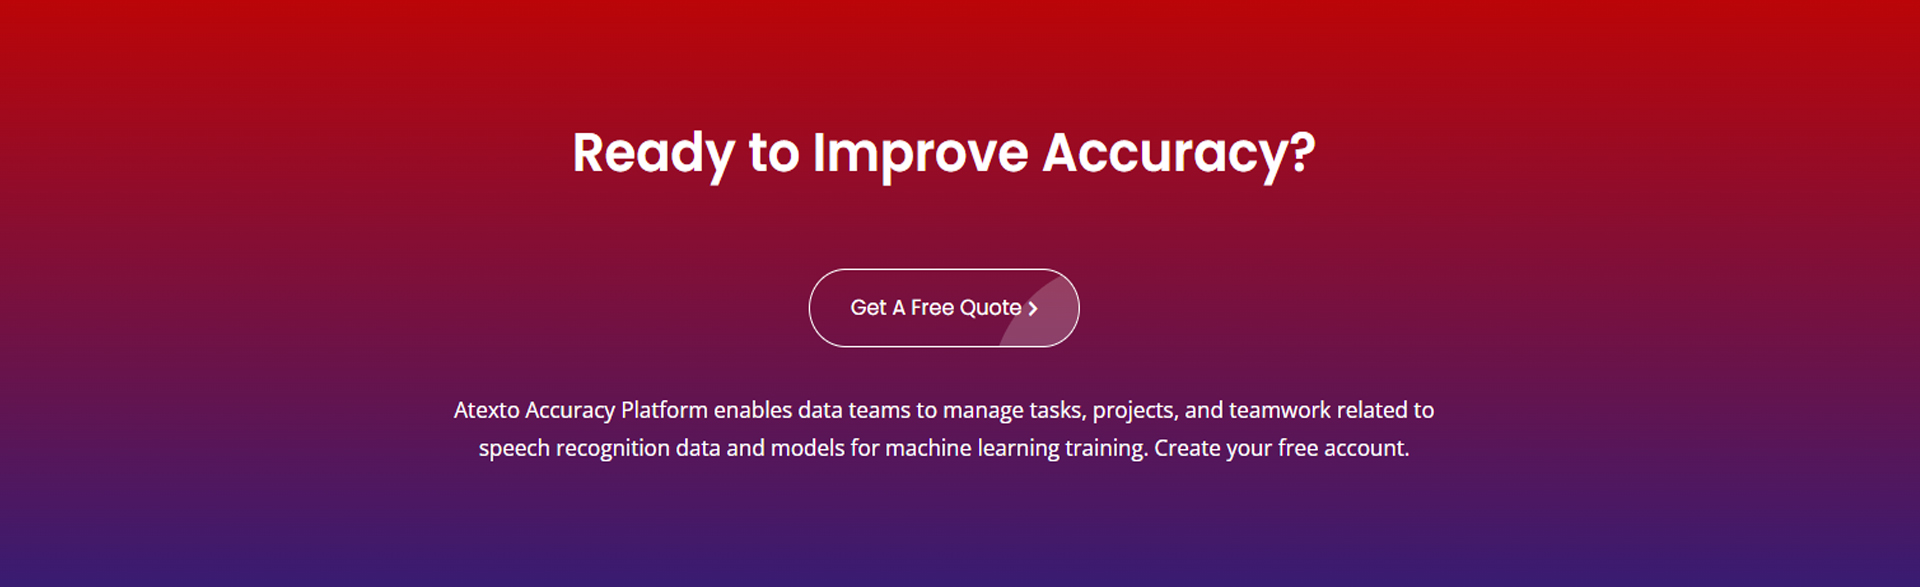 Ready to Improve Accuracy?
Get A Free Quote
Atexto Accuracy Platform enables data teams to manage tasks, projects, and teamwork related to
speech recognition data and models for machine learning training. Create your free account.